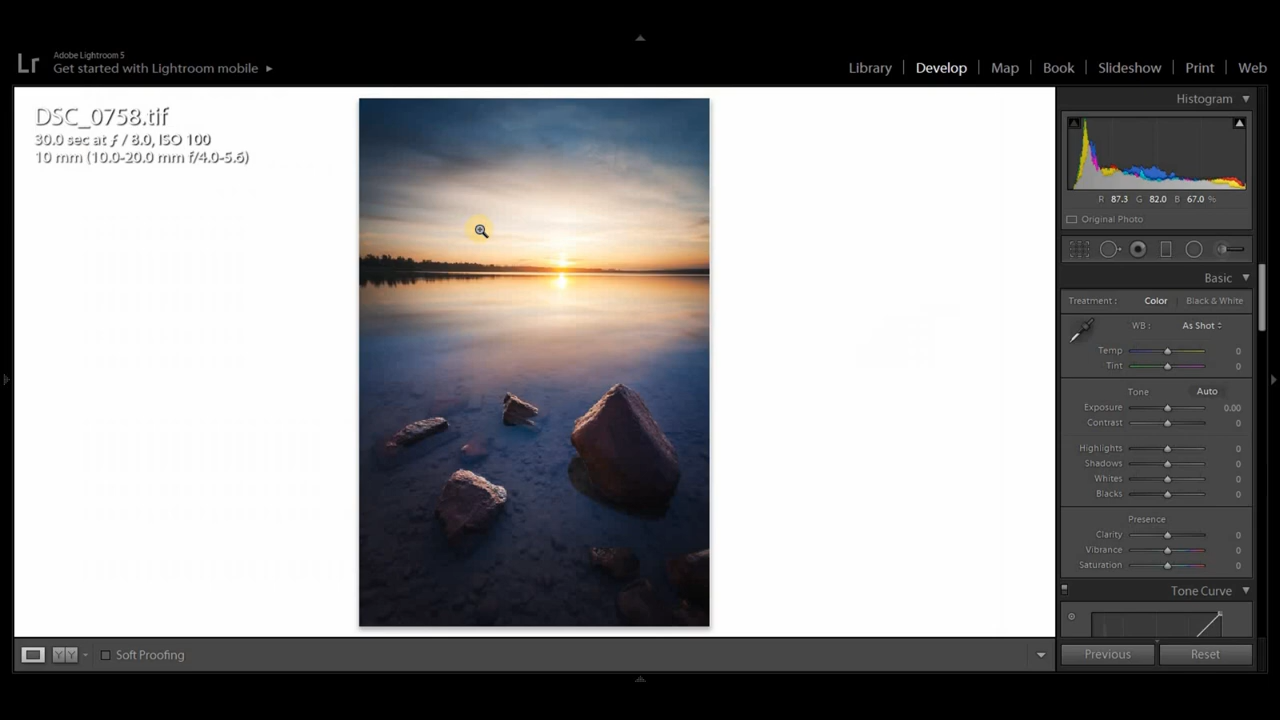 Lr
Adobe Lightroom 5
Get started with Lightroom mobile ▸
Library | Develop | Map | Book | Slideshow | Print | Web
DSC_0758.tif
30.0 sec at ƒ / 8.0, ISO 100
10 mm (10.0-20.0 mm f/4.0-5.6)
Histogram
R 87.3 G 82.0 B 67.0 %
Original Photo
Basic
Treatment : Color | Black & White
WB : As Shot
Temp 0
Tint 0
Tone Auto
Exposure 0.00
Contrast 0
Highlights 0
Shadows 0
Whites 0
Blacks 0
Presence
Clarity 0
Vibrance 0
Saturation 0
Tone Curve
Y Y
Soft Proofing
Previous
Reset